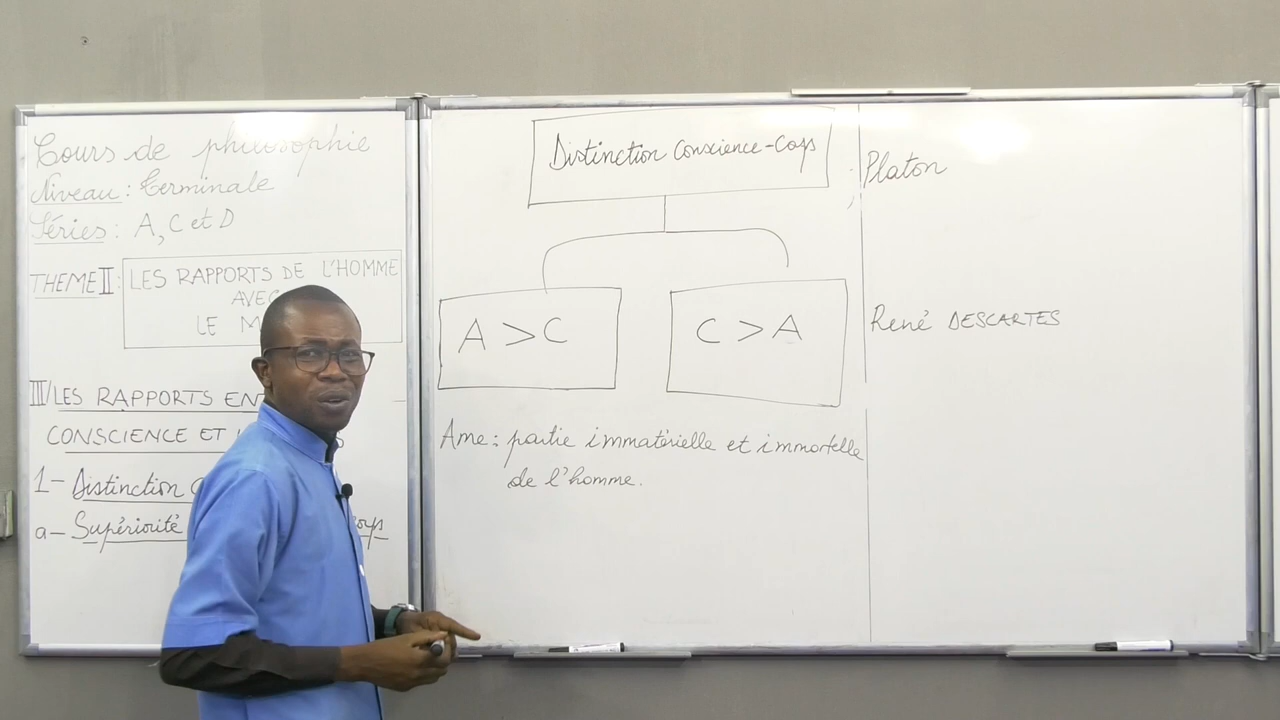 Cours de philosophie
Niveau : Terminale
Séries : A, C et D
THEME II : LES RAPPORTS DE L'HOMME
AVEC
LE
III/ LES RAPPORTS
CONSCIENCE ET
1- Distinction
a- Supériorité corps
Distinction Conscience-Corps
A > C
C > A
Ame : partie immatérielle et immortelle
de l'homme.
Platon
René DESCARTES